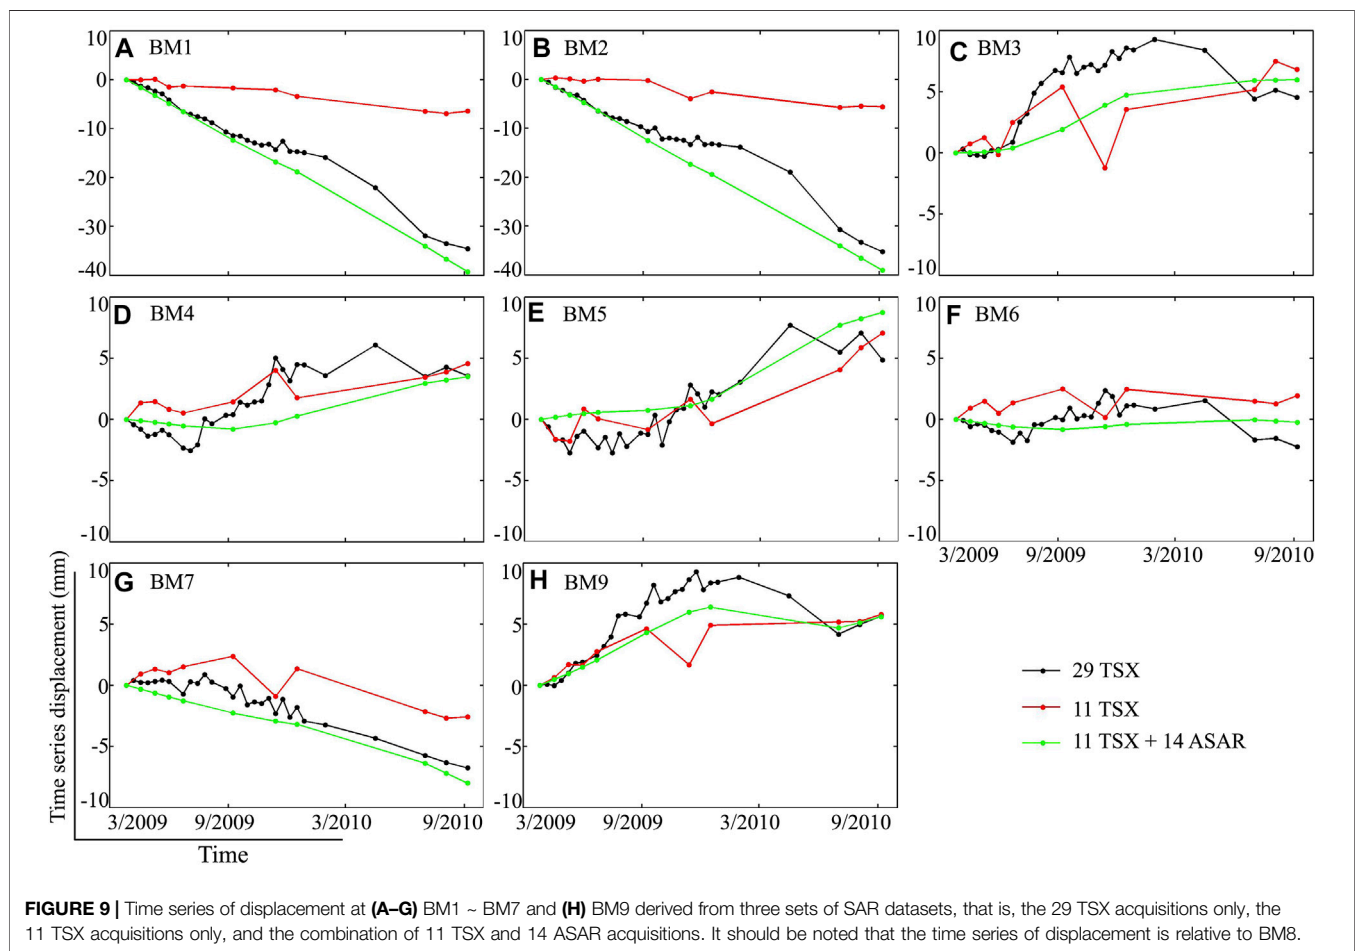 A BM1
10
0
-10
-20
-30
-40
B BM2
10
0
-10
-20
-30
-40
C BM3
10
5
0
-5
-10
D BM4
10
5
0
-5
-10
E BM5
10
5
0
-5
-10
F BM6
10
5
0
-5
-10
3/2009 9/2009 3/2010 9/2010
G BM7
10
5
0
-5
-10
3/2009 9/2009 3/2010 9/2010
H BM9
10
5
0
-5
-10
3/2009 9/2009 3/2010 9/2010
Time series displacement (mm)
Time
29 TSX
11 TSX
11 TSX + 14 ASAR
FIGURE 9 | Time series of displacement at (A–G) BM1 ~ BM7 and (H) BM9 derived from three sets of SAR datasets, that is, the 29 TSX acquisitions only, the
11 TSX acquisitions only, and the combination of 11 TSX and 14 ASAR acquisitions. It should be noted that the time series of displacement is relative to BM8.